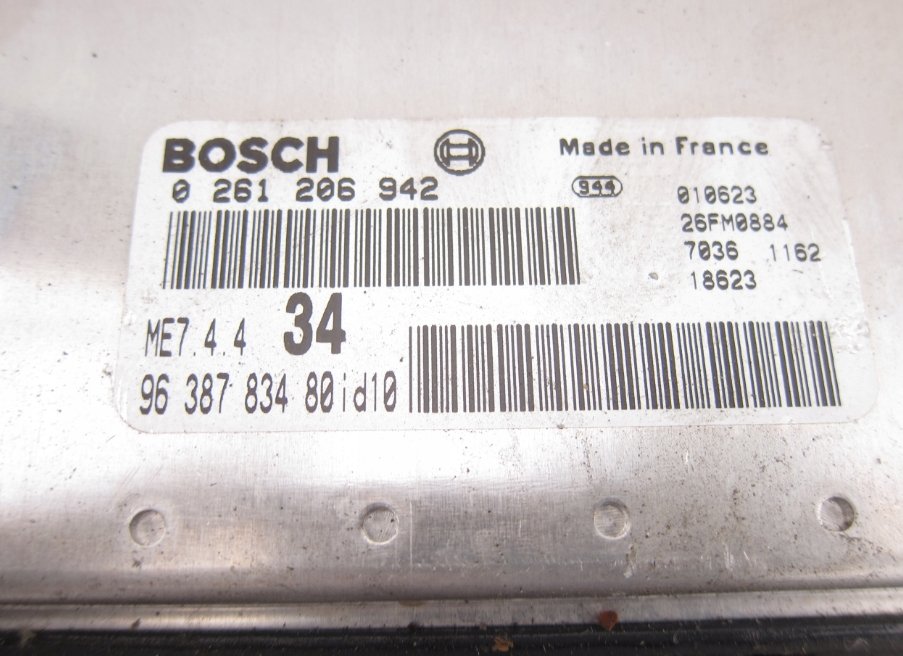 BOSCH
Made in France
0 261 206 942
944
010623
26FM0884
7036 1162
18623
ME7.4.4
34
96 387 834 80id10